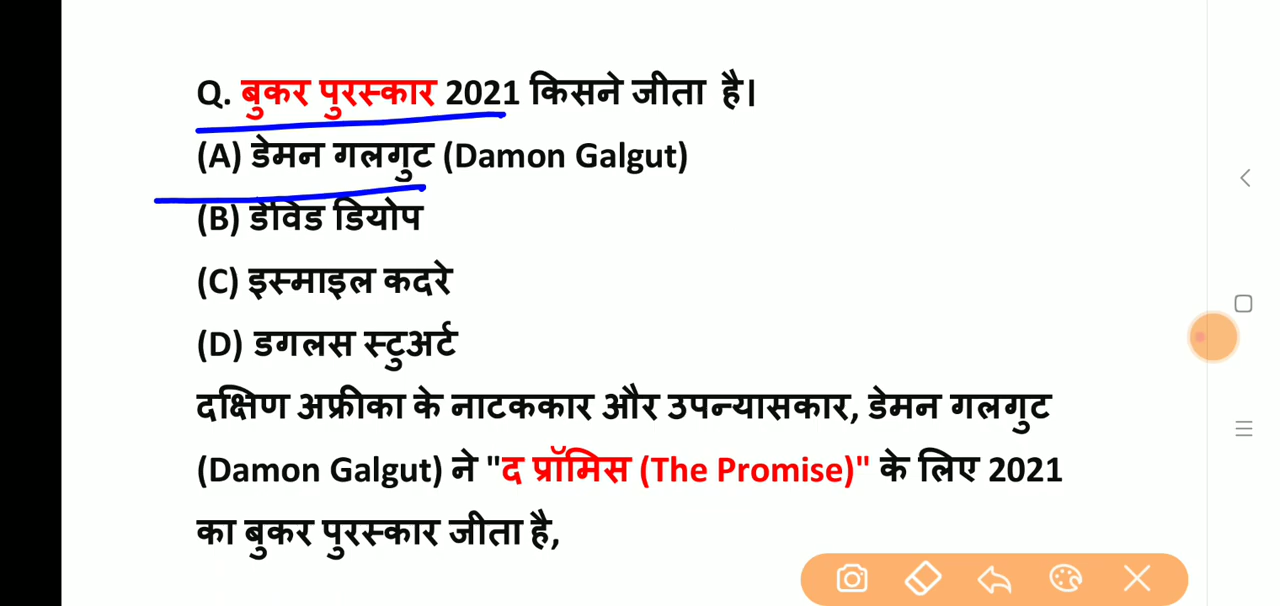 Q. बुकर पुरस्कार 2021 किसने जीता है।
(A) डेमन गलगुट (Damon Galgut)
(B) डेविड डियोप
(C) इस्माइल कदरे
(D) डगलस स्टुअर्ट
दक्षिण अफ्रीका के नाटककार और उपन्यासकार, डेमन गलगुट
(Damon Galgut) ने "द प्रॉमिस (The Promise)" के लिए 2021
का बुकर पुरस्कार जीता है,